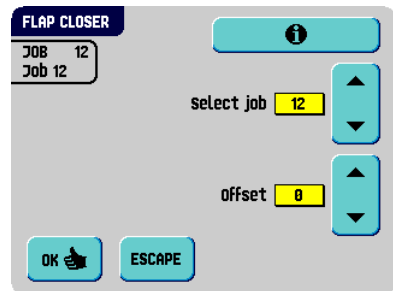 FLAP CLOSER
JOB 12
Job 12
Select job 12
Offset 0
OK ESCAPE